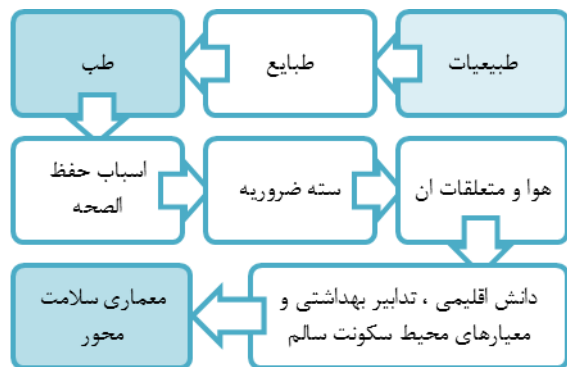 طبیعیات
طبایع
طب
اسباب حفظ
الصحه
سته ضروریه
هوا و متعلقات ان
دانش اقلیمی ، تدابیر بهداشتی و
معیارهای محیط سکونت سالم
معماری سلامت
محور